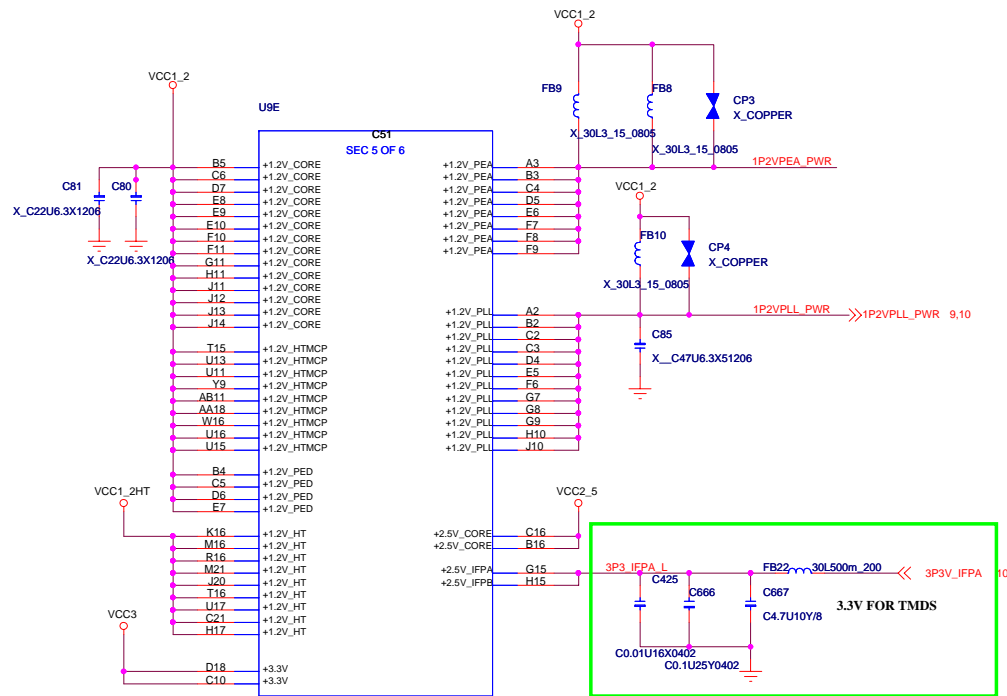 VCC1_2
FB9
FB8
CP3
X_COPPER
X_30L3_15_0805
X_30L3_15_0805
1P2VPEA_PWR
VCC1_2
U9E
C51
SEC 5 OF 6
C81
C80
X_C22U6.3X1206
X_C22U6.3X1206
B5 +1.2V_CORE
C6 +1.2V_CORE
D7 +1.2V_CORE
E8 +1.2V_CORE
E9 +1.2V_CORE
E10 +1.2V_CORE
F10 +1.2V_CORE
F11 +1.2V_CORE
G11 +1.2V_CORE
H11 +1.2V_CORE
J11 +1.2V_CORE
J12 +1.2V_CORE
J13 +1.2V_CORE
J14 +1.2V_CORE
T15 +1.2V_HTMCP
U13 +1.2V_HTMCP
U11 +1.2V_HTMCP
Y9 +1.2V_HTMCP
AB11 +1.2V_HTMCP
AA18 +1.2V_HTMCP
W16 +1.2V_HTMCP
U16 +1.2V_HTMCP
U15 +1.2V_HTMCP
B4 +1.2V_PED
C5 +1.2V_PED
D6 +1.2V_PED
E7 +1.2V_PED
VCC1_2HT
K16 +1.2V_HT
M16 +1.2V_HT
R16 +1.2V_HT
M21 +1.2V_HT
J20 +1.2V_HT
T16 +1.2V_HT
U17 +1.2V_HT
C21 +1.2V_HT
H17 +1.2V_HT
VCC3
D18 +3.3V
C10 +3.3V
+1.2V_PEA A3
+1.2V_PEA B3
+1.2V_PEA C4
+1.2V_PEA D5
+1.2V_PEA E6
+1.2V_PEA F7
+1.2V_PEA F8
+1.2V_PEA F9
VCC1_2
FB10
CP4
X_COPPER
X_30L3_15_0805
1P2VPLL_PWR
1P2VPLL_PWR 9,10
C85
X__C47U6.3X51206
+1.2V_PLL A2
+1.2V_PLL B2
+1.2V_PLL C2
+1.2V_PLL C3
+1.2V_PLL D4
+1.2V_PLL E5
+1.2V_PLL F6
+1.2V_PLL G7
+1.2V_PLL G8
+1.2V_PLL G9
+1.2V_PLL H10
+1.2V_PLL J10
VCC2_5
+2.5V_CORE C16
+2.5V_CORE B16
+2.5V_IFPA G15
+2.5V_IFPB H15
3P3_IFPA_L
FB22
30L500m_200
3P3V_IFPA 10
C425
C666
C667
C4.7U10Y/8
3.3V FOR TMDS
C0.01U16X0402
C0.1U25Y0402